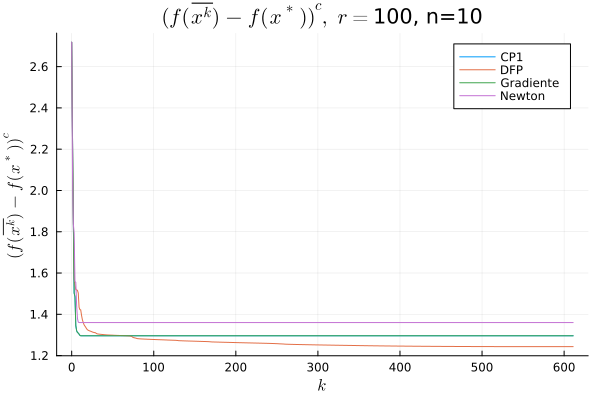 (f(x̅ᵏ) − f(x*))ᶜ, r = 100, n=10
CP1
DFP
Gradiente
Newton
(f(x̅ᵏ) − f(x*))ᶜ
2.6
2.4
2.2
2.0
1.8
1.6
1.4
1.2
0 100 200 300 400 500 600
k